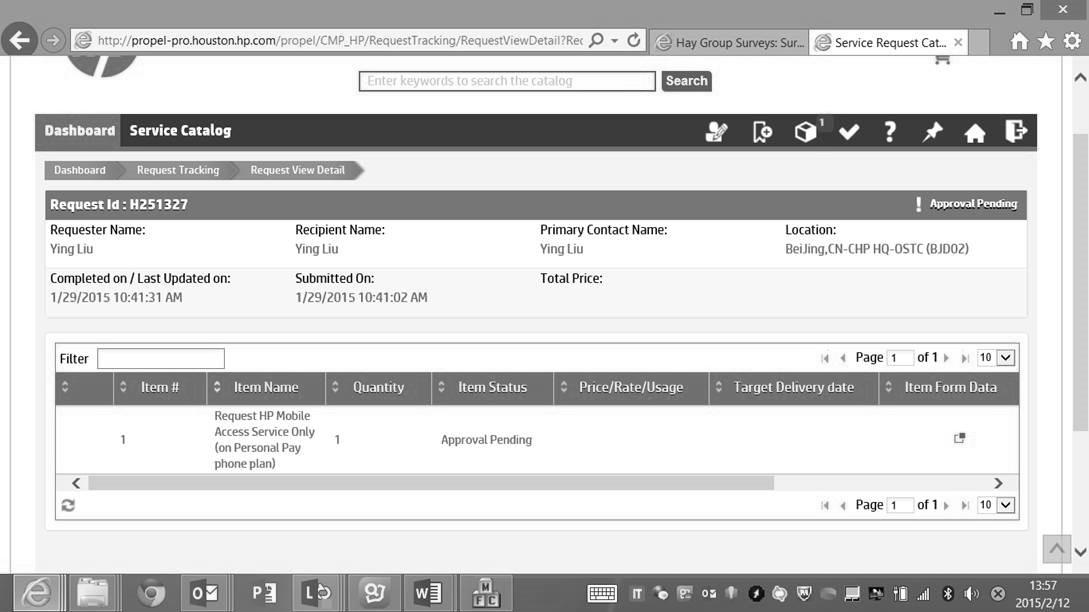 http://propel-pro.houston.hp.com/propel/CMP_HP/RequestTracking/RequestViewDetail?Rec
Hay Group Surveys: Sur...
Service Request Cat...
Enter keywords to search the catalog
Search
Dashboard
Service Catalog
1
Dashboard
Request Tracking
Request View Detail
Request Id : H251327
! Approval Pending
Requester Name:
Recipient Name:
Primary Contact Name:
Location:
Ying Liu
Ying Liu
Ying Liu
BeiJing,CN-CHP HQ-OSTC (BJD02)
Completed on / Last Updated on:
Submitted On:
Total Price:
1/29/2015 10:41:31 AM
1/29/2015 10:41:02 AM
Filter
Page 1 of 1
10
Item #
Item Name
Quantity
Item Status
Price/Rate/Usage
Target Delivery date
Item Form Data
1
Request HP Mobile
Access Service Only
(on Personal Pay
phone plan)
1
Approval Pending
Page 1 of 1
10
13:57
2015/2/12